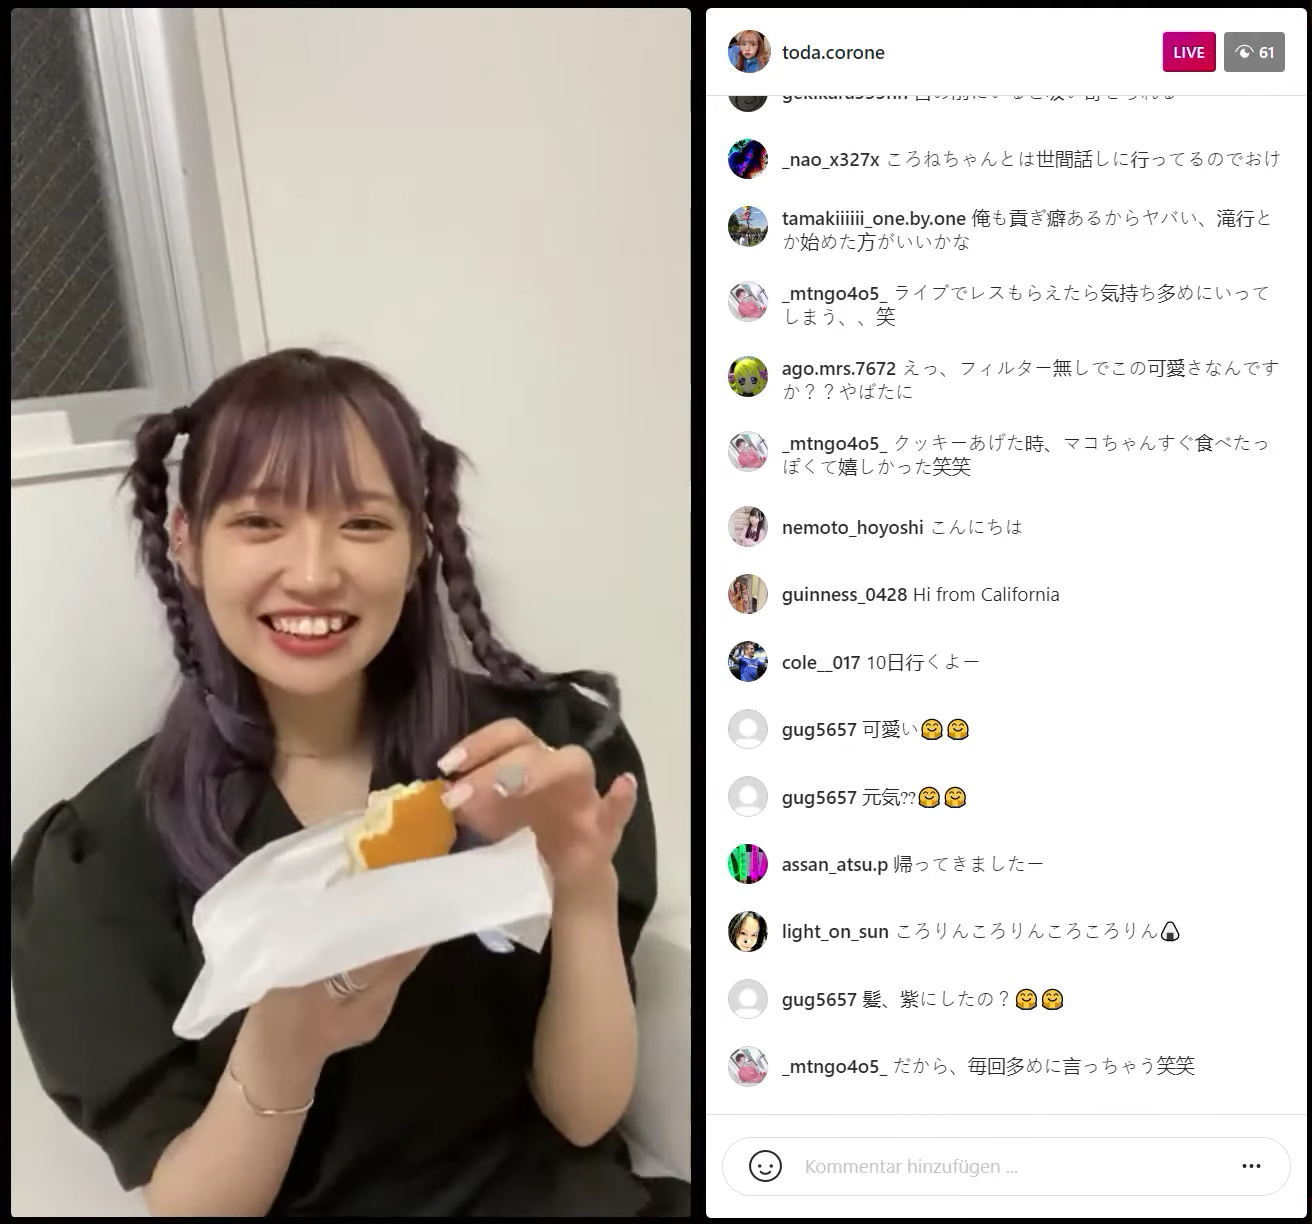 toda.corone
LIVE
61
_nao_x327x ころねちゃんとは世間話しに行ってるのでおけ
tamakiiiiii_one.by.one 俺も貢ぎ癖あるからヤバい、滝行と
か始めた方がいいかな
_mtngo4o5_ ライブでレスもらえたら気持ち多めにいって
しまう、、笑
ago.mrs.7672 えっ、フィルター無しでこの可愛さなんです
か？？やばたに
_mtngo4o5_ クッキーあげた時、マコちゃんすぐ食べたっ
ぽくて嬉しかった笑笑
nemoto_hoyoshi こんにちは
guinness_0428 Hi from California
cole__017 10日行くよー
gug5657 可愛い🤗🤗
gug5657 元気⁇🤗🤗
assan_atsu.p 帰ってきましたー
light_on_sun ころりんころりんころころりん🍙
gug5657 髪、紫にしたの？🤗🤗
_mtngo4o5_ だから、毎回多めに言っちゃう笑笑
Kommentar hinzufügen ...